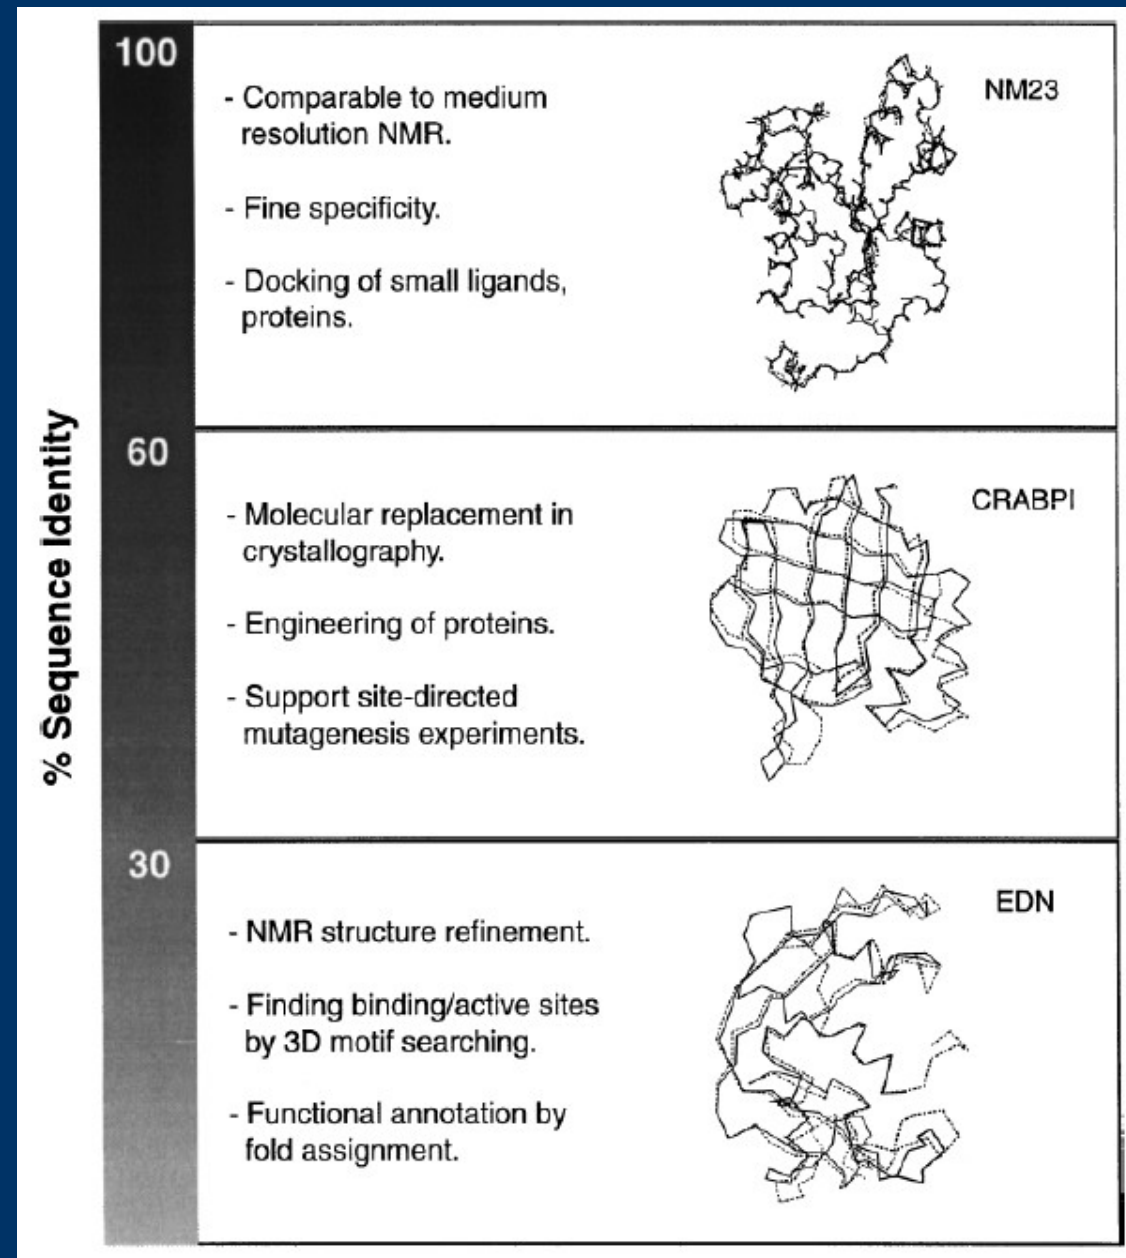 % Sequence Identity
100
- Comparable to medium
resolution NMR.
- Fine specificity.
- Docking of small ligands,
proteins.
NM23
60
- Molecular replacement in
crystallography.
- Engineering of proteins.
- Support site-directed
mutagenesis experiments.
CRABPI
30
- NMR structure refinement.
- Finding binding/active sites
by 3D motif searching.
- Functional annotation by
fold assignment.
EDN